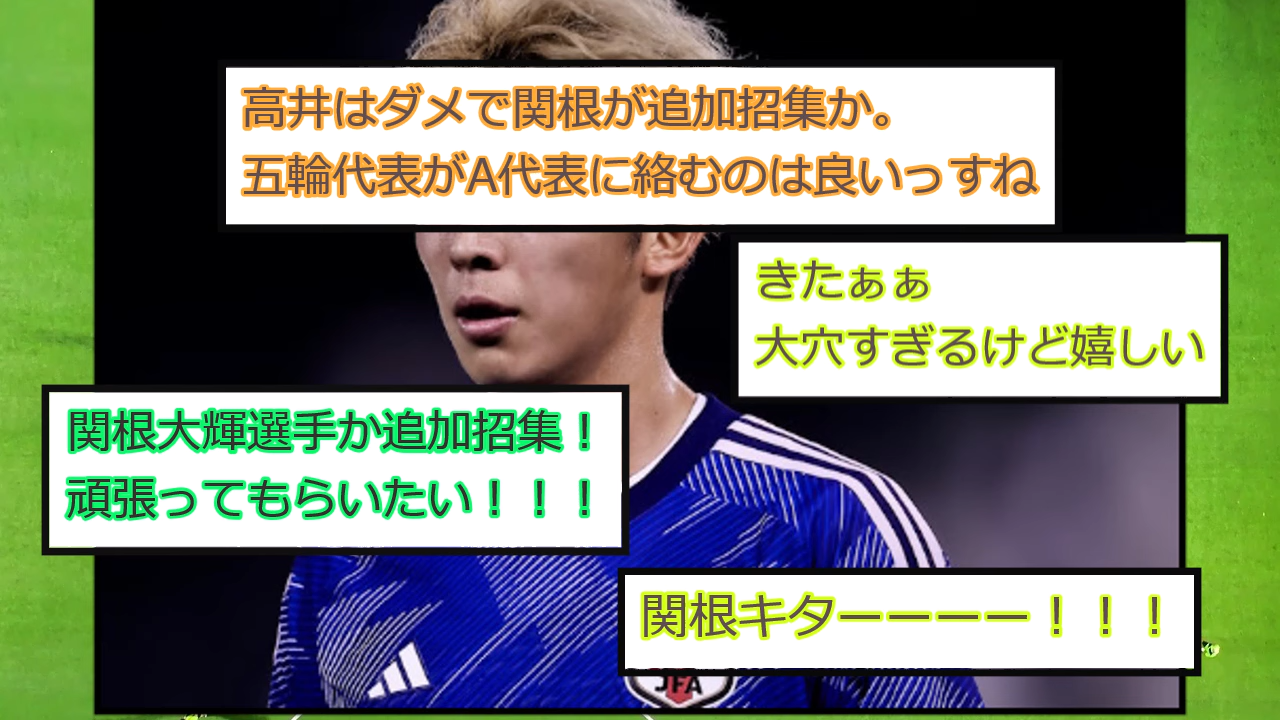 高井はダメで関根が追加招集か。
五輪代表がA代表に絡むのは良いっすね
きたぁぁ
大穴すぎるけど嬉しい
関根大輝選手か追加招集！
頑張ってもらいたい！！！
関根キターーーー！！！
JFA